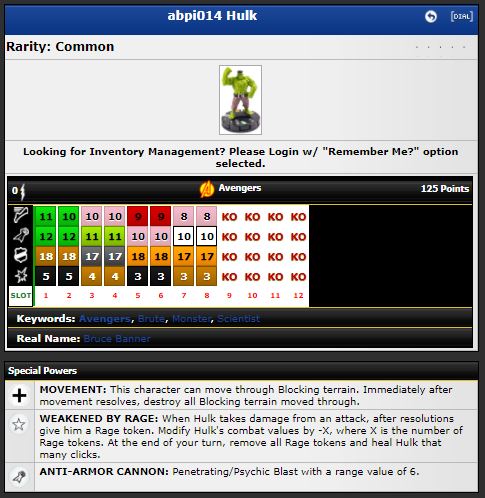 abpi014 Hulk
[DIAL]
Rarity: Common
Looking for Inventory Management? Please Login w/ "Remember Me?" option
selected.
0 Avengers 125 Points
11 10 10 10 9 9 8 8 KO KO KO KO
12 12 11 11 10 10 10 10 KO KO KO KO
18 18 17 17 18 18 17 17 KO KO KO KO
5 5 4 4 3 3 3 3 KO KO KO KO
SLOT 1 2 3 4 5 6 7 8 9 10 11 12
Keywords: Avengers, Brute, Monster, Scientist
Real Name: Bruce Banner
Special Powers
MOVEMENT: This character can move through Blocking terrain. Immediately after
movement resolves, destroy all Blocking terrain moved through.
WEAKENED BY RAGE: When Hulk takes damage from an attack, after resolutions
give him a Rage token. Modify Hulk's combat values by -X, where X is the number
of Rage tokens. At the end of your turn, remove all Rage tokens and heal Hulk that
many clicks.
ANTI-ARMOR CANNON: Penetrating/Psychic Blast with a range value of 6.